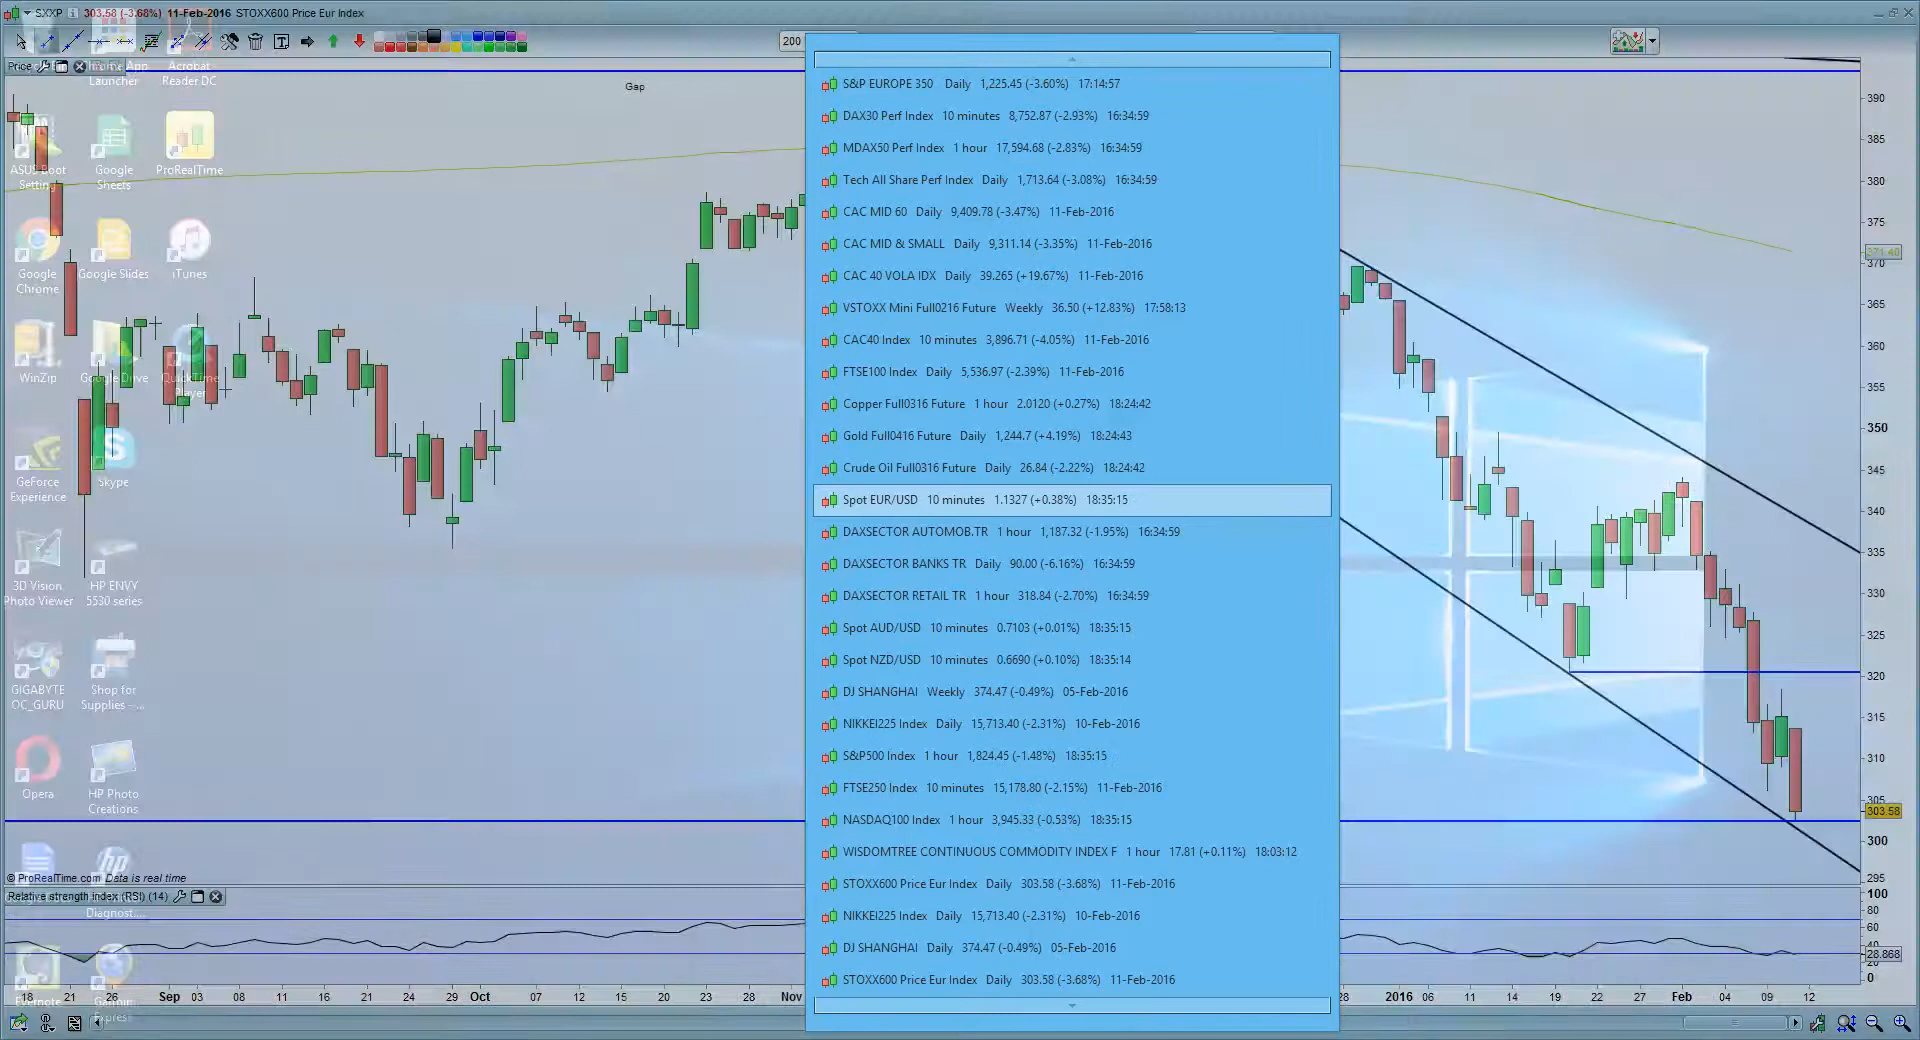 SXXP 303.58 (-3.68%) 11-Feb-2016 STOXX600 Price Eur Index
200
Price
Launcher
Acrobat
Reader DC
Gap
ASUS Boot
Setting
Google
Sheets
ProRealTime
Google
Chrome
Google Slides
iTunes
WinZip
Google Drive
QuickTime
Player
GeForce
Experience
Skype
3D Vision
Photo Viewer
HP ENVY
5530 series
GIGABYTE
OC_GURU
Shop for
Supplies - ...
Opera
HP Photo
Creations
S&P EUROPE 350 Daily 1,225.45 (-3.60%) 17:14:57
DAX30 Perf Index 10 minutes 8,752.87 (-2.93%) 16:34:59
MDAX50 Perf Index 1 hour 17,594.68 (-2.83%) 16:34:59
Tech All Share Perf Index Daily 1,713.64 (-3.08%) 16:34:59
CAC MID 60 Daily 9,409.78 (-3.47%) 11-Feb-2016
CAC MID & SMALL Daily 9,311.14 (-3.35%) 11-Feb-2016
CAC 40 VOLA IDX Daily 39.265 (+19.67%) 11-Feb-2016
VSTOXX Mini Full0216 Future Weekly 36.50 (+12.83%) 17:58:13
CAC40 Index 10 minutes 3,896.71 (-4.05%) 11-Feb-2016
FTSE100 Index Daily 5,536.97 (-2.39%) 11-Feb-2016
Copper Full0316 Future 1 hour 2.0120 (+0.27%) 18:24:42
Gold Full0416 Future Daily 1,244.7 (+4.19%) 18:24:43
Crude Oil Full0316 Future Daily 26.84 (-2.22%) 18:24:42
Spot EUR/USD 10 minutes 1.1327 (+0.38%) 18:35:15
DAXSECTOR AUTOMOB.TR 1 hour 1,187.32 (-1.95%) 16:34:59
DAXSECTOR BANKS TR Daily 90.00 (-6.16%) 16:34:59
DAXSECTOR RETAIL TR 1 hour 318.84 (-2.70%) 16:34:59
Spot AUD/USD 10 minutes 0.7103 (+0.01%) 18:35:15
Spot NZD/USD 10 minutes 0.6690 (+0.10%) 18:35:14
DJ SHANGHAI Weekly 374.47 (-0.49%) 05-Feb-2016
NIKKEI225 Index Daily 15,713.40 (-2.31%) 10-Feb-2016
S&P500 Index 1 hour 1,824.45 (-1.48%) 18:35:15
FTSE250 Index 10 minutes 15,178.80 (-2.15%) 11-Feb-2016
NASDAQ100 Index 1 hour 3,945.33 (-0.53%) 18:35:15
WISDOMTREE CONTINUOUS COMMODITY INDEX F 1 hour 17.81 (+0.11%) 18:03:12
STOXX600 Price Eur Index Daily 303.58 (-3.68%) 11-Feb-2016
NIKKEI225 Index Daily 15,713.40 (-2.31%) 10-Feb-2016
DJ SHANGHAI Daily 374.47 (-0.49%) 05-Feb-2016
STOXX600 Price Eur Index Daily 303.58 (-3.68%) 11-Feb-2016
390
385
380
375
371.40
370
365
360
355
350
345
340
335
330
325
320
315
310
305
303.58
300
295
© ProRealTime.com Data is real time
Relative strength index (RSI) (14)
Diagnost....
Evernote
Garmin
Express
100
80
60
40
28.868
20
0
18 21 26 Sep 03 08 11 16 21 24 29 Oct 07 12 15 20 23 Nov 28 2016 06 11 14 19 22 27 Feb 04 09 12